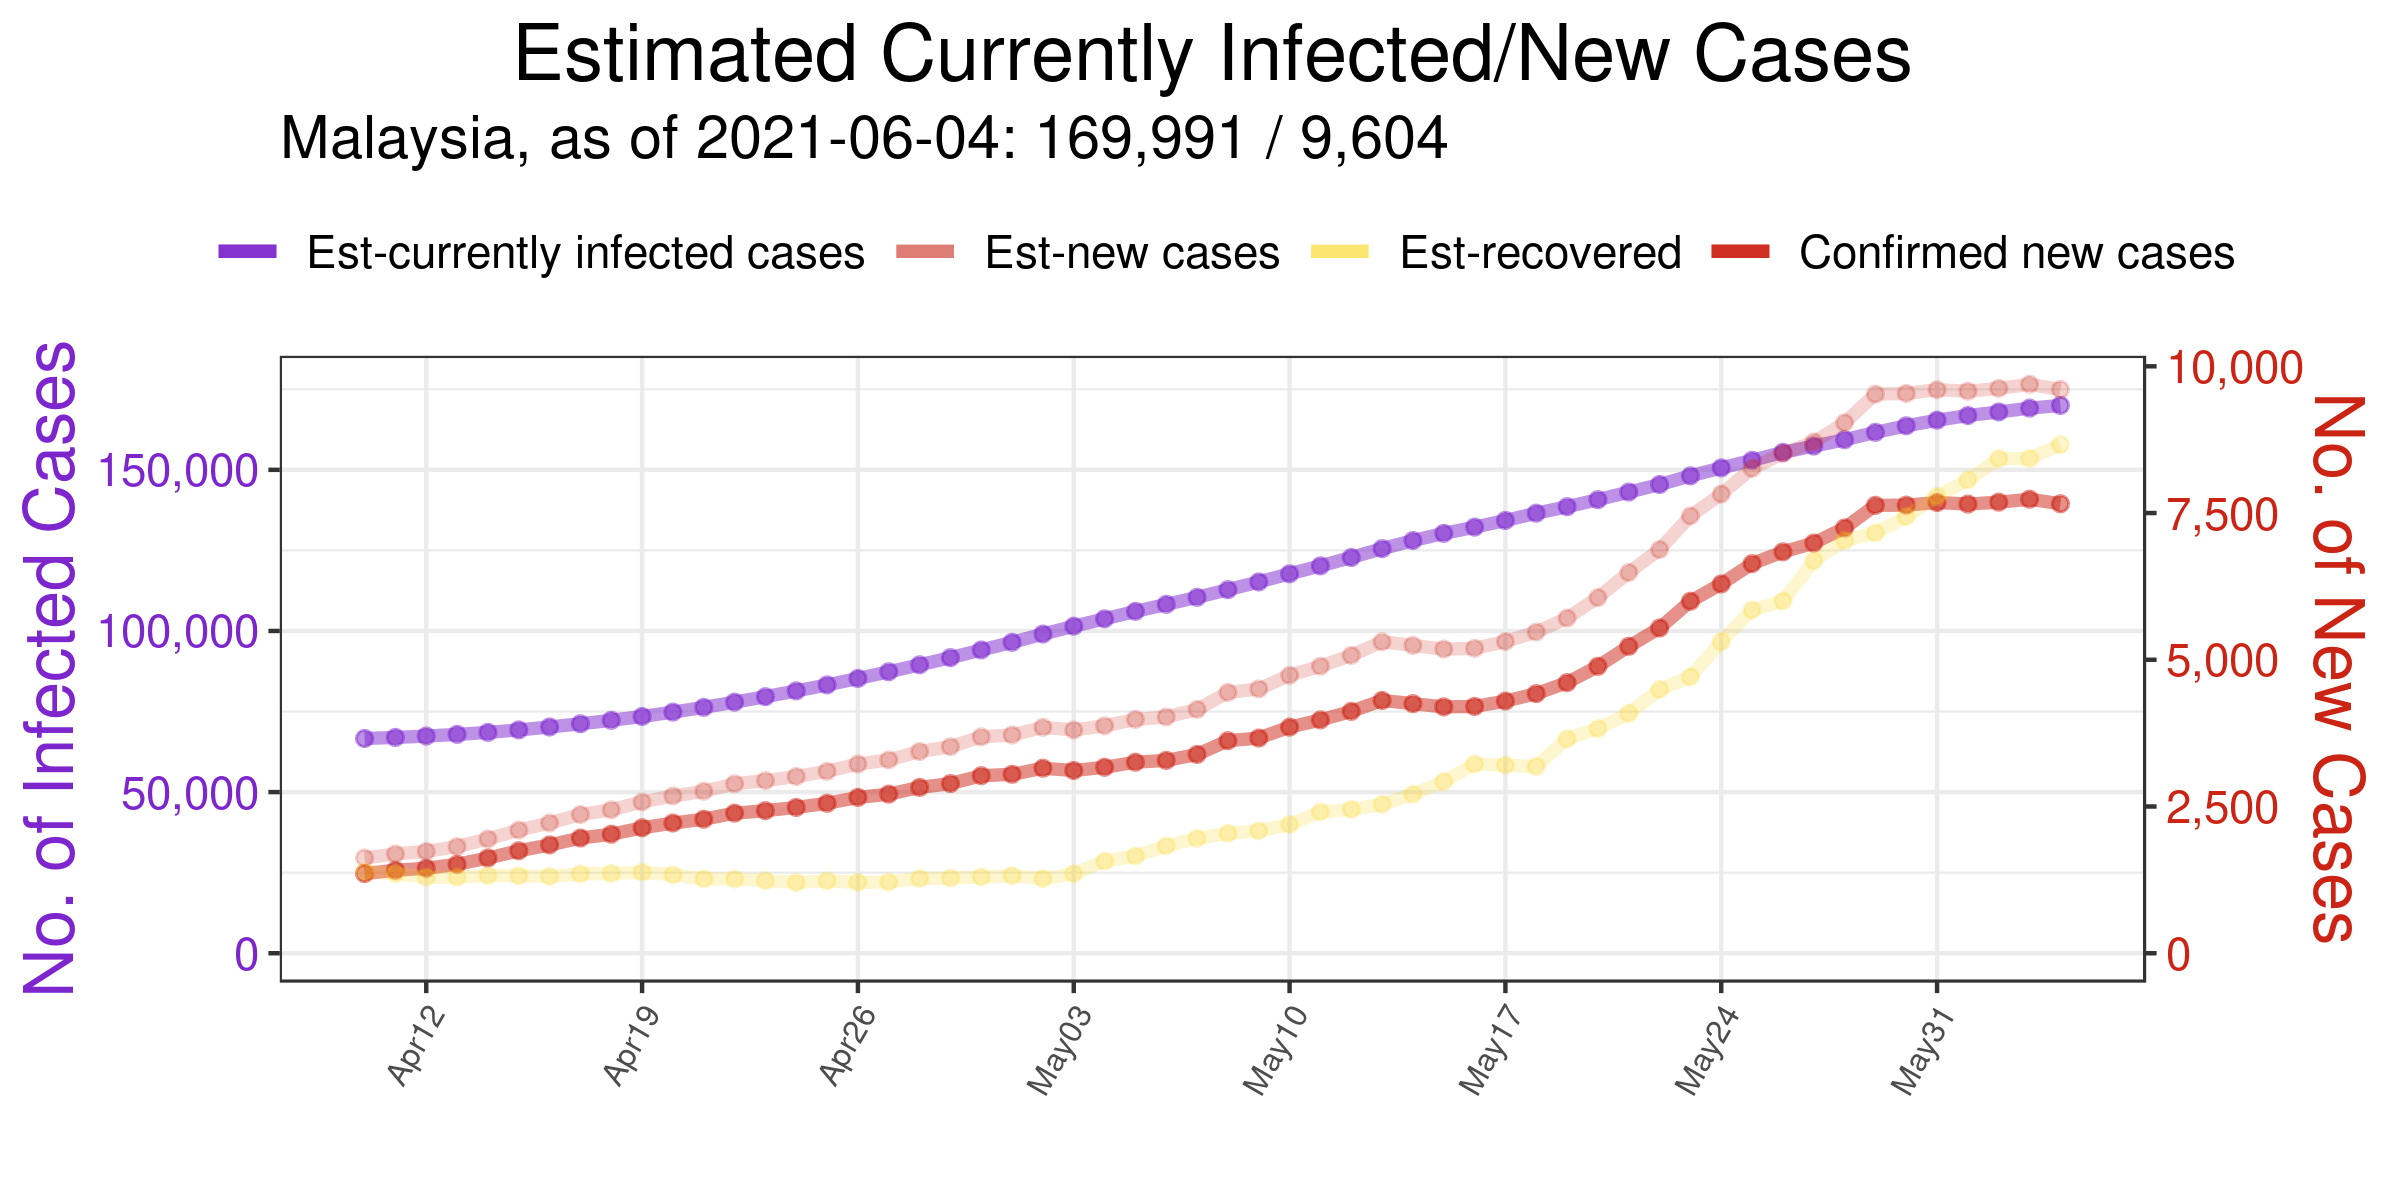 Estimated Currently Infected/New Cases
Malaysia, as of 2021-06-04: 169,991 / 9,604
Est-currently infected cases Est-new cases Est-recovered Confirmed new cases
No. of Infected Cases
150,000
100,000
50,000
0
10,000
7,500
5,000
2,500
0
No. of New Cases
Apr12 Apr19 Apr26 May03 May10 May17 May24 May31